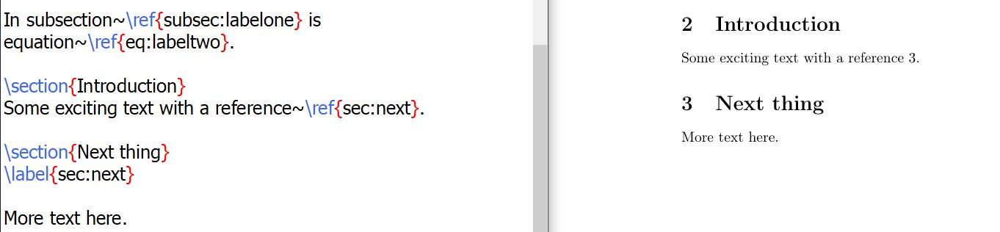 In subsection~\ref{subsec:labelone} is
equation~\ref{eq:labeltwo}.
\section{Introduction}
Some exciting text with a reference~\ref{sec:next}.
\section{Next thing}
\label{sec:next}
More text here.
2 Introduction
Some exciting text with a reference 3.
3 Next thing
More text here.